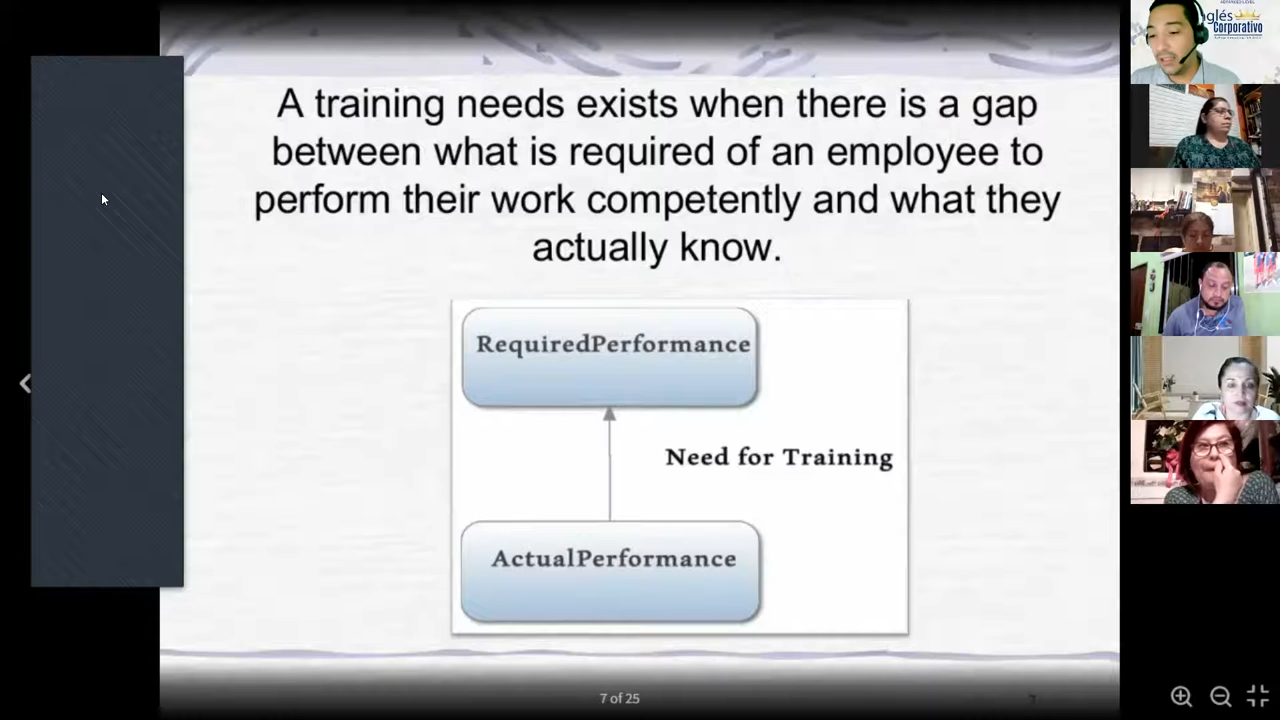 A training needs exists when there is a gap
between what is required of an employee to
perform their work competently and what they
actually know.
RequiredPerformance
Need for Training
ActualPerformance
7 of 25
glés
Corporativo